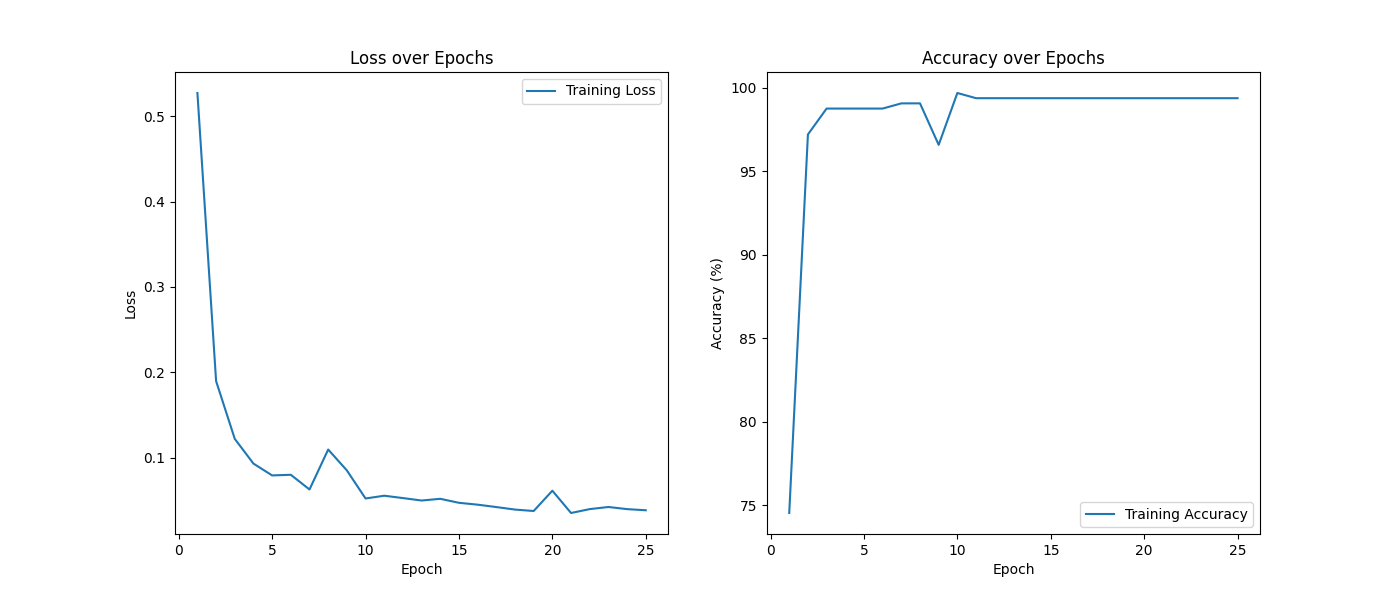 Loss over Epochs
Training Loss
0.5
0.4
0.3
0.2
0.1
Loss
0 5 10 15 20 25
Epoch
Accuracy over Epochs
100
95
90
85
80
75
Accuracy (%)
Training Accuracy
0 5 10 15 20 25
Epoch